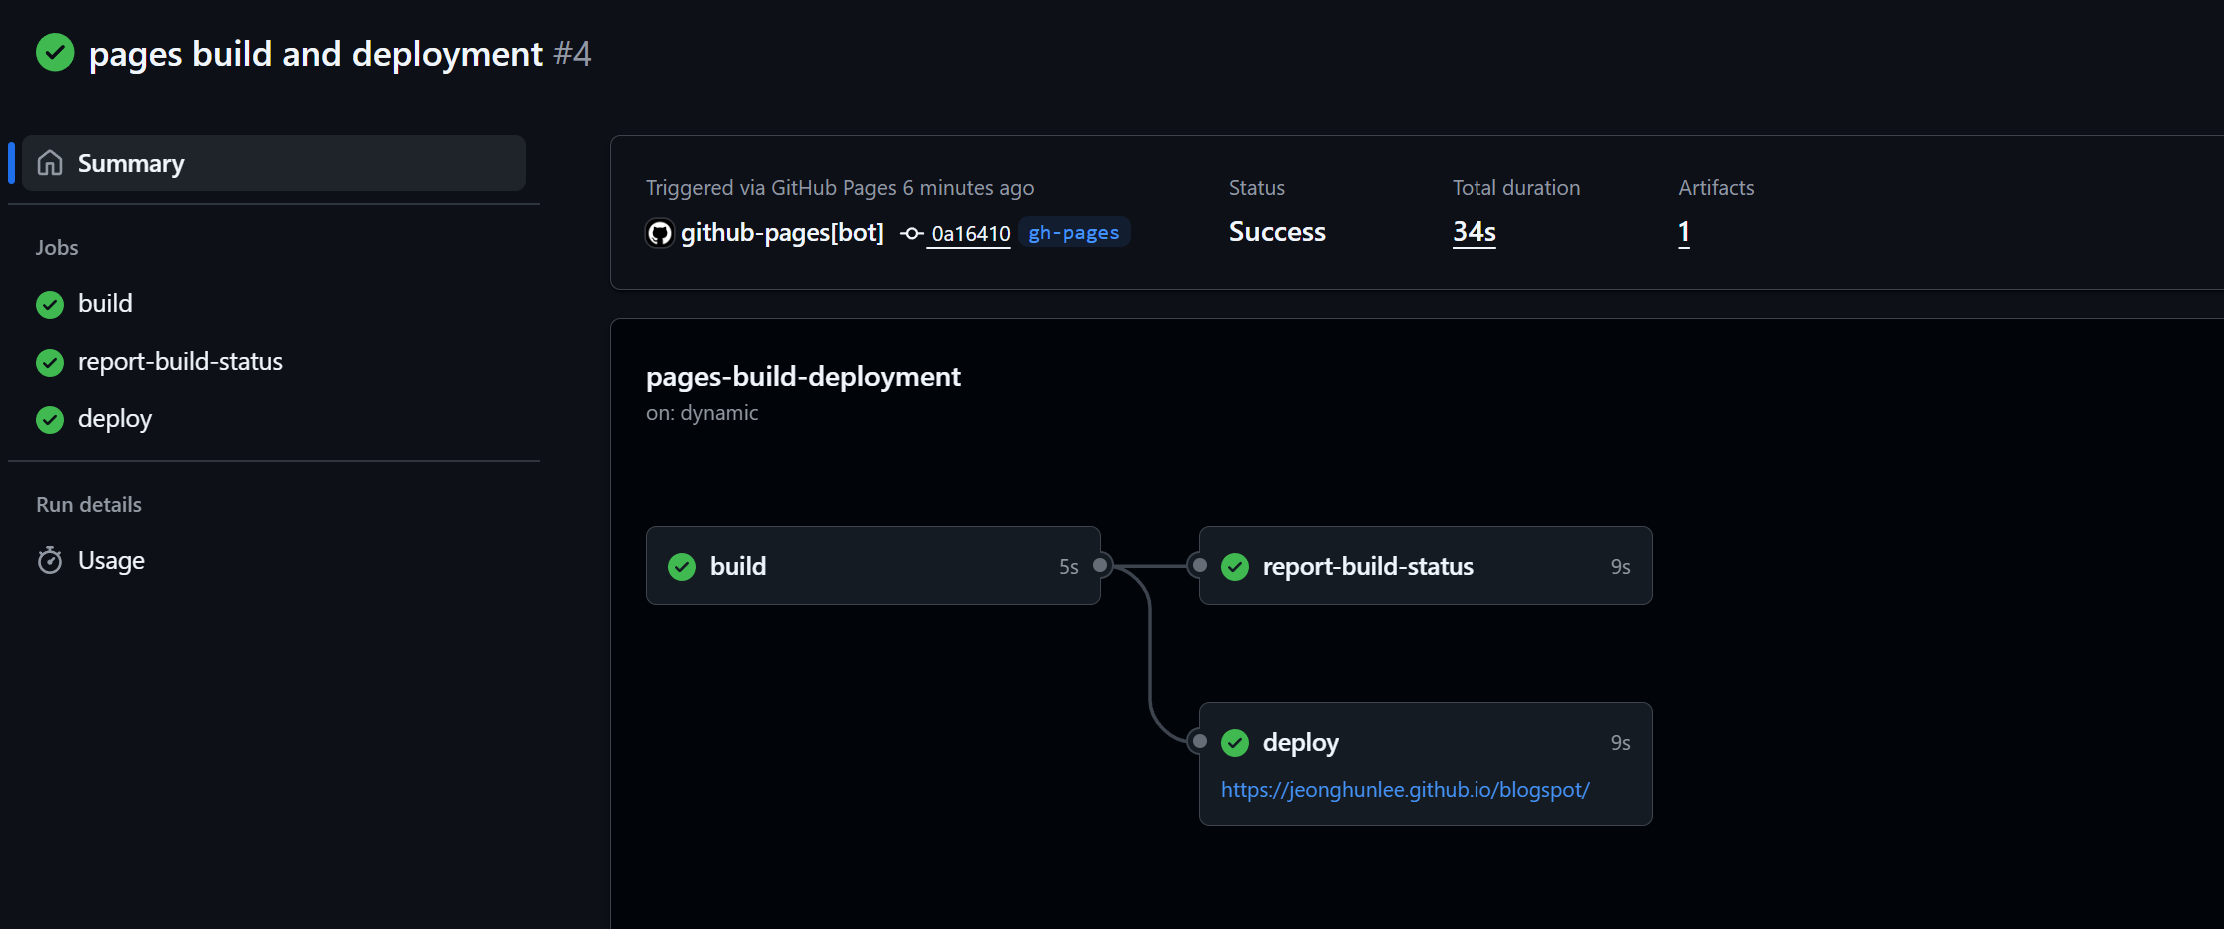 pages build and deployment #4
Summary
Jobs
build
report-build-status
deploy
Run details
Usage
Triggered via GitHub Pages 6 minutes ago
github-pages[bot] 0a16410 gh-pages
Status
Success
Total duration
34s
Artifacts
1
pages-build-deployment
on: dynamic
build 5s
report-build-status 9s
deploy 9s
https://jeonghunlee.github.io/blogspot/